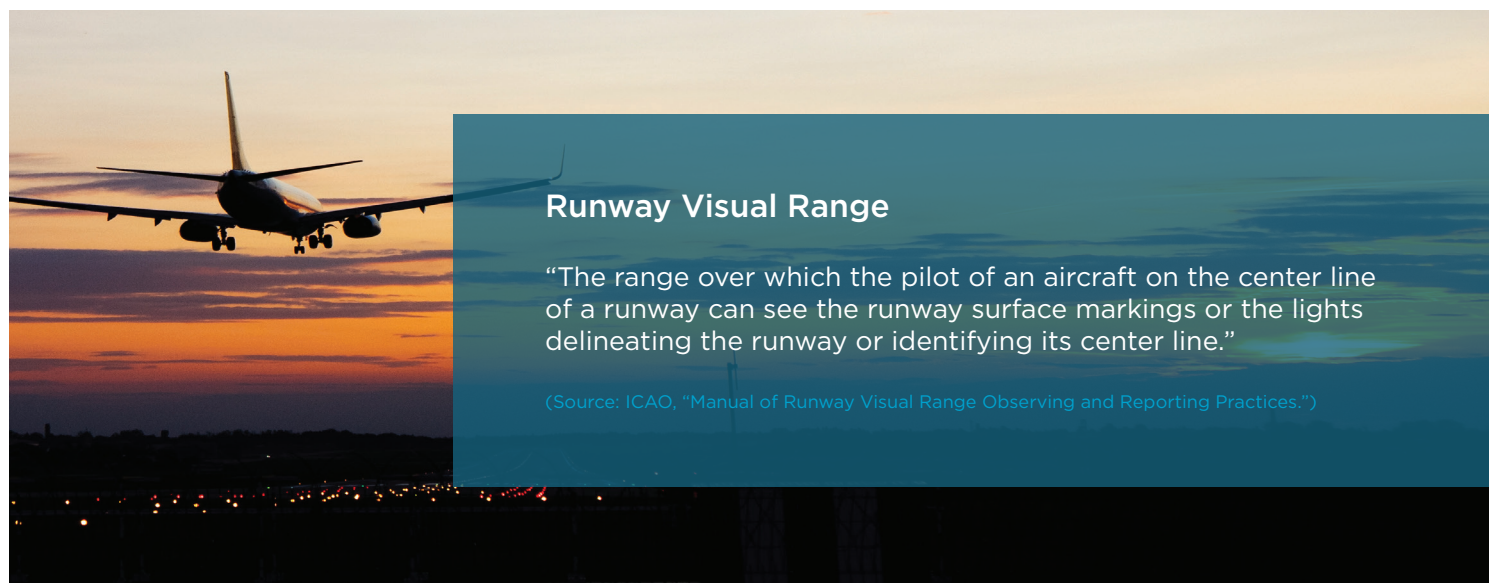 Runway Visual Range
“The range over which the pilot of an aircraft on the center line
of a runway can see the runway surface markings or the lights
delineating the runway or identifying its center line.”
(Source: ICAO, “Manual of Runway Visual Range Observing and Reporting Practices.”)